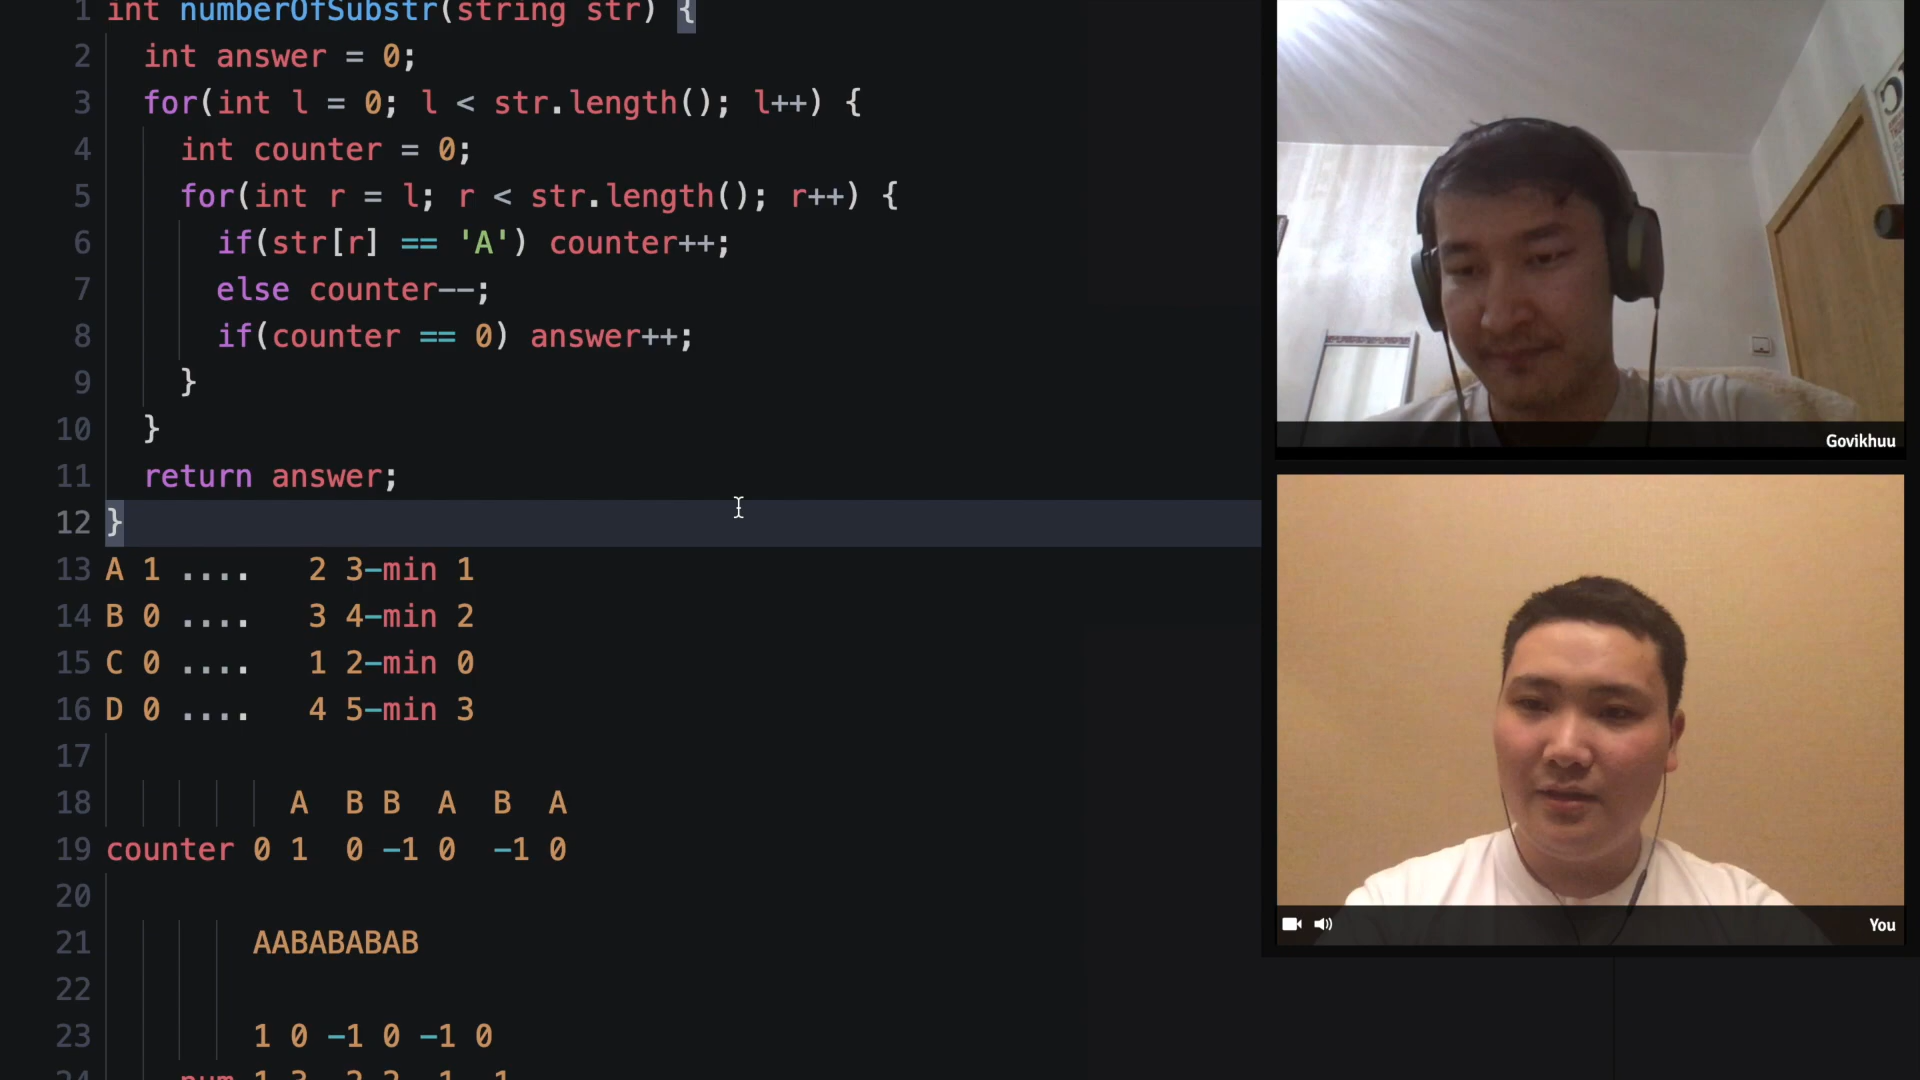 1 int numberOfSubstr(string str) {
2 int answer = 0;
3 for(int l = 0; l < str.length(); l++) {
4 int counter = 0;
5 for(int r = l; r < str.length(); r++) {
6 if(str[r] == 'A') counter++;
7 else counter--;
8 if(counter == 0) answer++;
9 }
10 }
11 return answer;
12 }
13 A 1 .... 2 3-min 1
14 B 0 .... 3 4-min 2
15 C 0 .... 1 2-min 0
16 D 0 .... 4 5-min 3
17
18 A B B A B A
19 counter 0 1 0 -1 0 -1 0
20
21 AABABABAB
22
23 1 0 -1 0 -1 0
24 num 1 3
Govikhuu
You